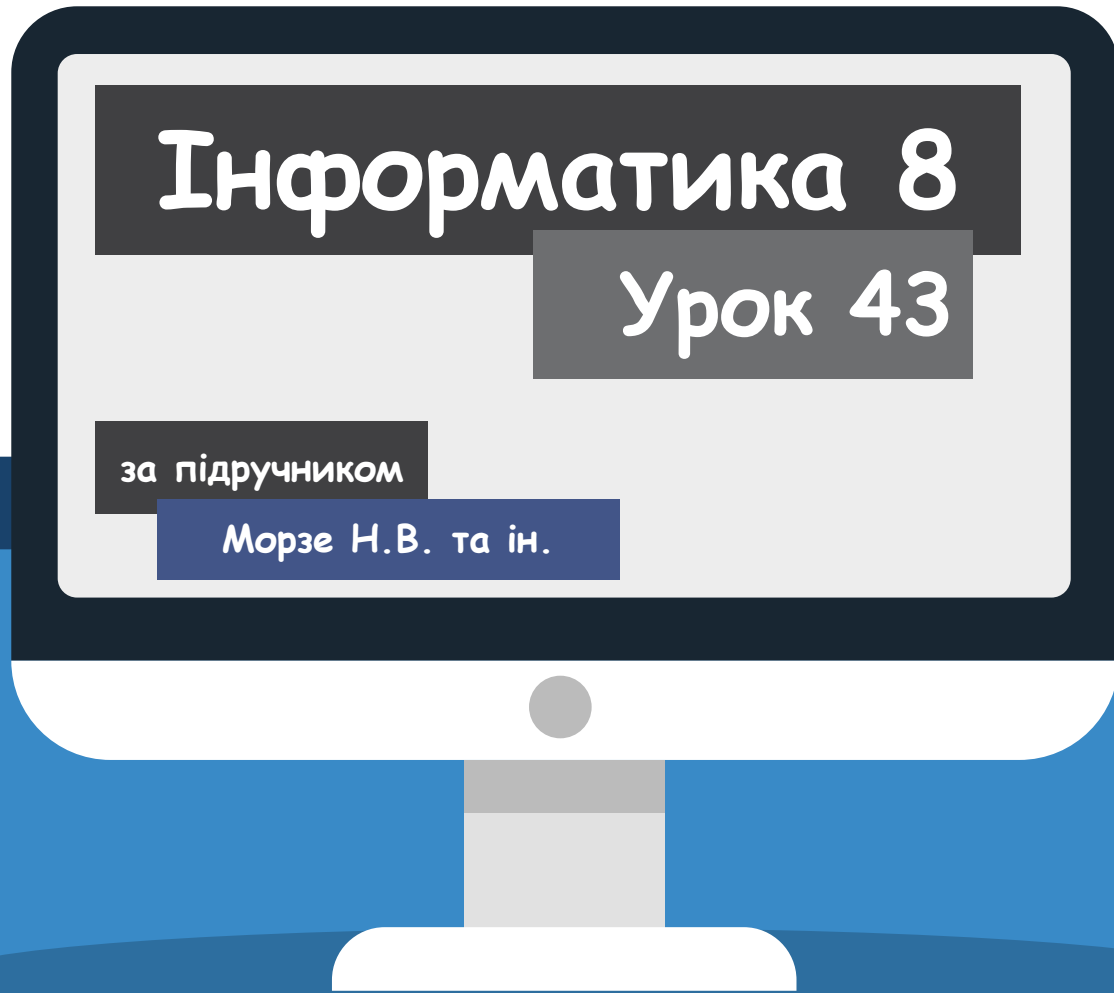 Інформатика 8
Урок 43
за підручником
Морзе Н.В. та ін.